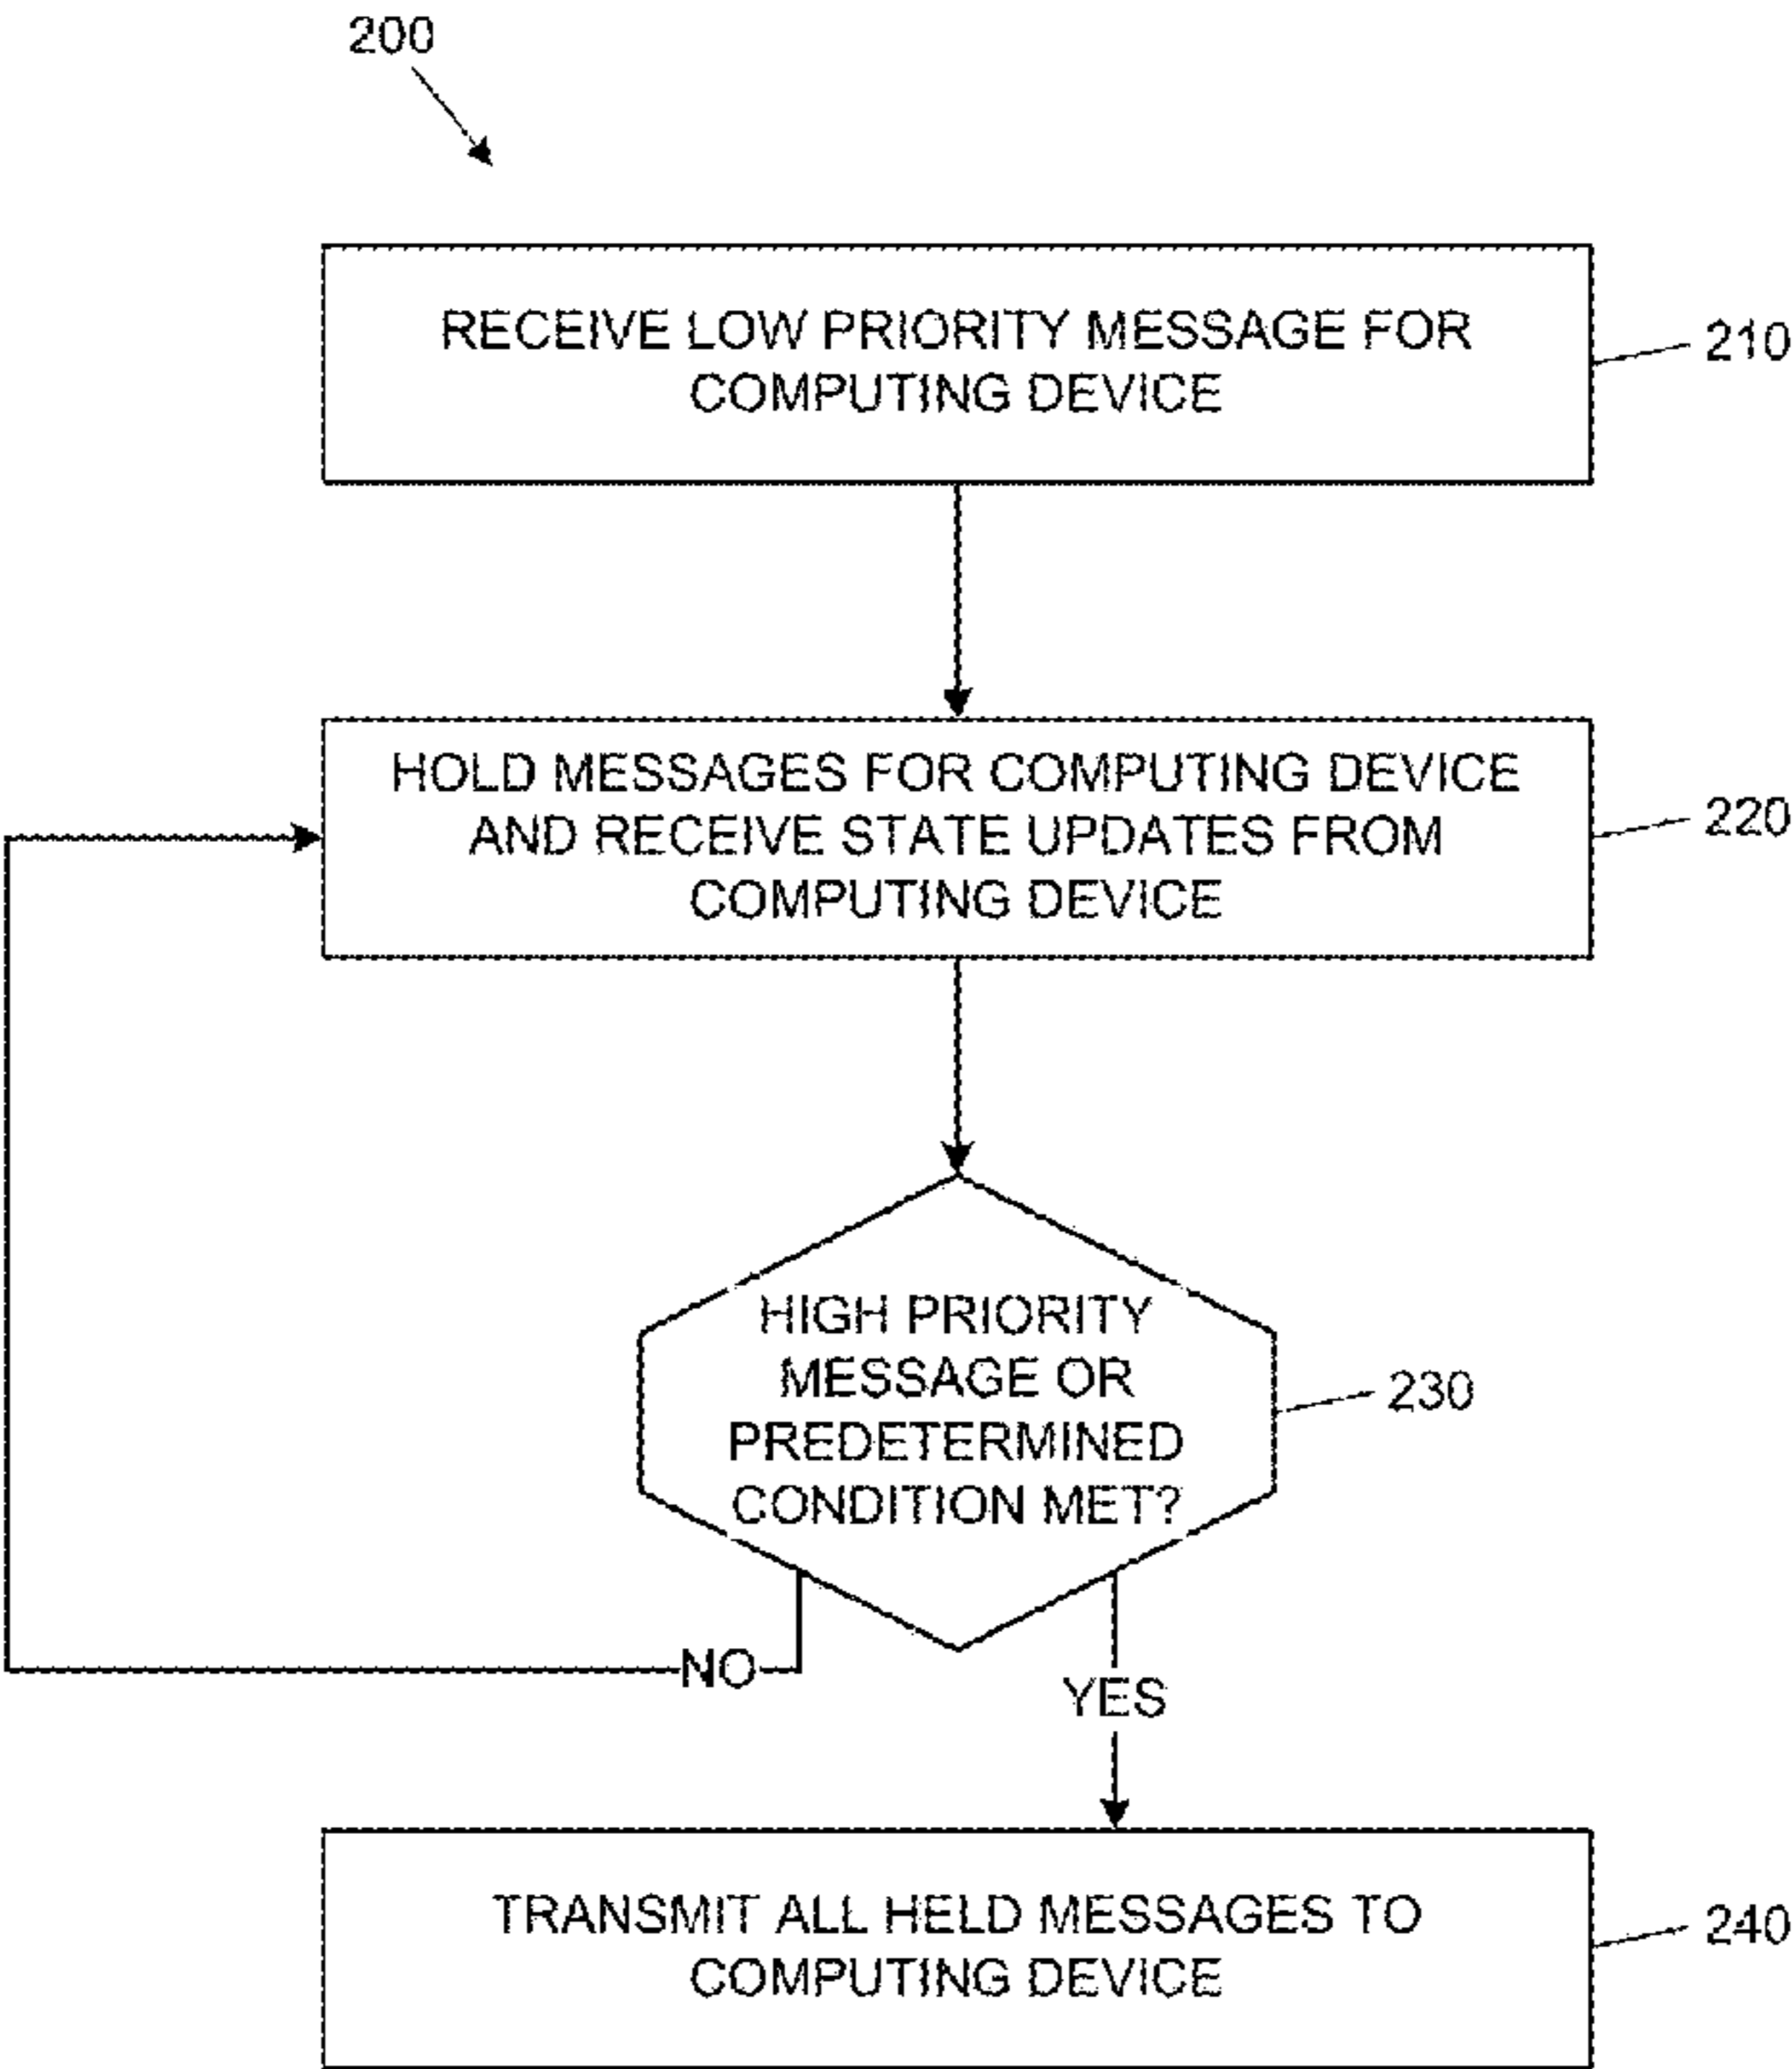 200
RECEIVE LOW PRIORITY MESSAGE FOR
COMPUTING DEVICE
210
HOLD MESSAGES FOR COMPUTING DEVICE
AND RECEIVE STATE UPDATES FROM
COMPUTING DEVICE
220
HIGH PRIORITY
MESSAGE OR
PREDETERMINED
CONDITION MET?
230
NO
YES
TRANSMIT ALL HELD MESSAGES TO
COMPUTING DEVICE
240